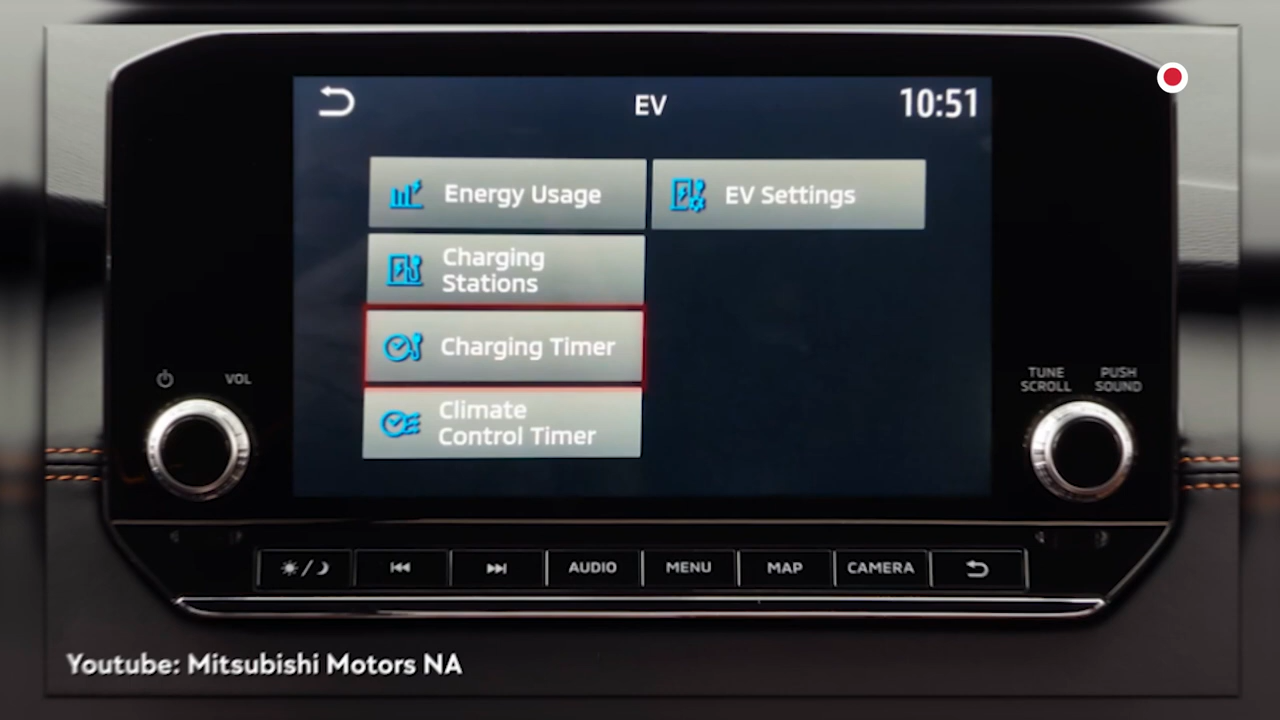 EV
10:51
Energy Usage
EV Settings
Charging
Stations
Charging Timer
Climate
Control Timer
VOL
TUNE
SCROLL
PUSH
SOUND
AUDIO
MENU
MAP
CAMERA
Youtube: Mitsubishi Motors NA